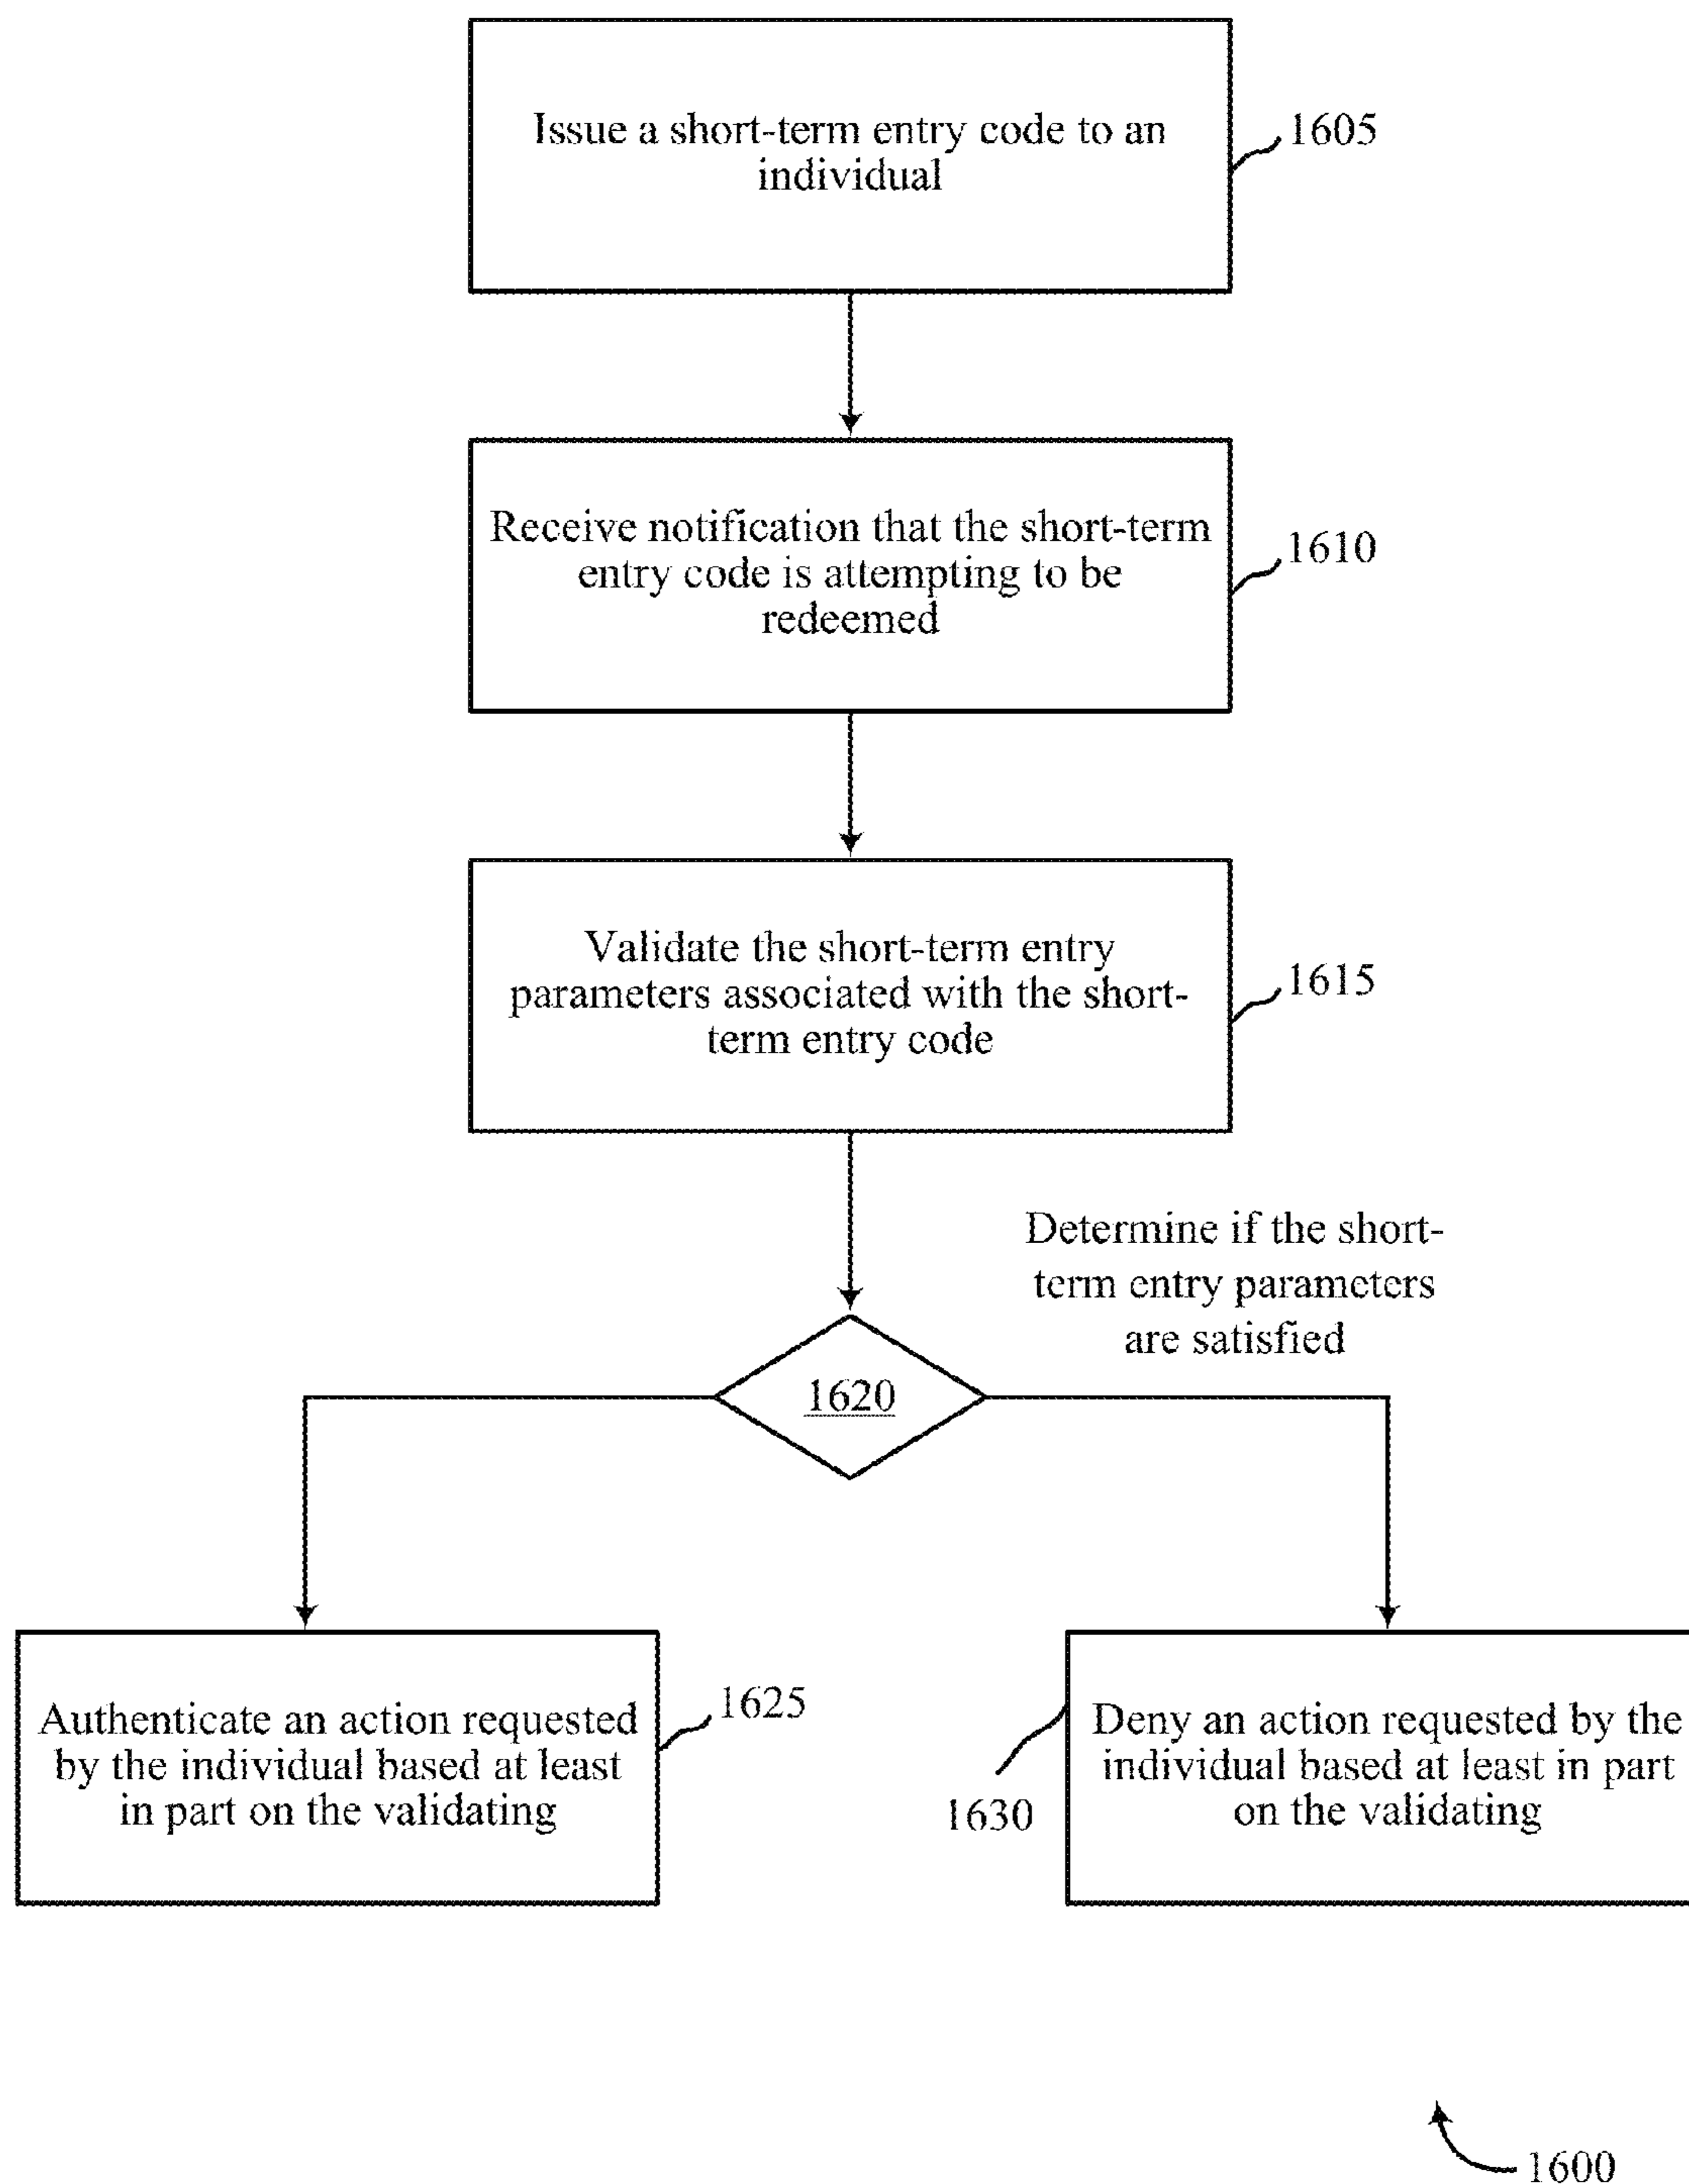 Issue a short-term entry code to an
individual
1605
Receive notification that the short-term
entry code is attempting to be
redeemed
1610
Validate the short-term entry
parameters associated with the short-
term entry code
1615
Determine if the short-
term entry parameters
are satisfied
1620
Authenticate an action requested
by the individual based at least
in part on the validating
1625
1630
Deny an action requested by the
individual based at least in part
on the validating
1600